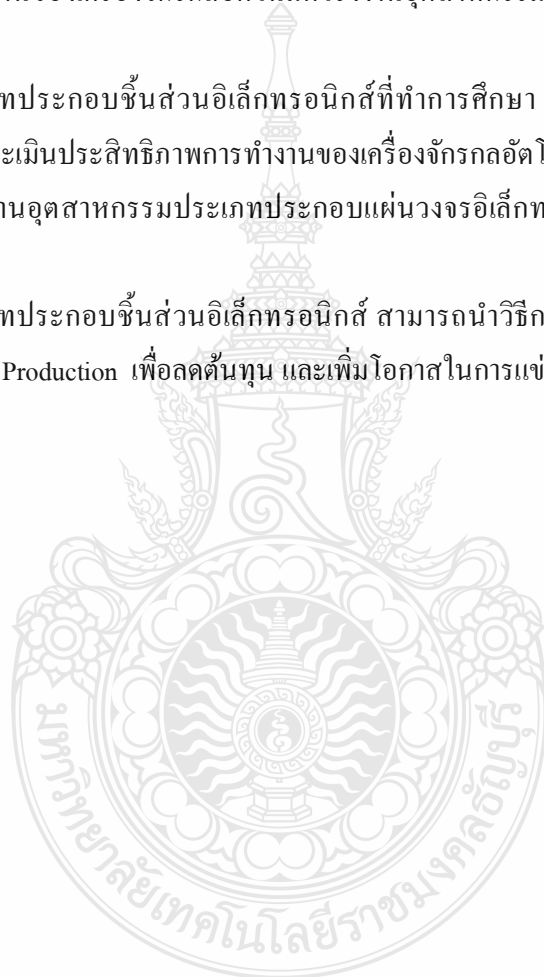 ทประกอบชิ้นส่วนอิเล็กทรอนิกส์ที่ทำการศึกษา
ะเมินประสิทธิภาพการทำงานของเครื่องจักรกลอัตโ
านอุตสาหกรรมประเภทประกอบแผ่นวงจรอิเล็กท
ทประกอบชิ้นส่วนอิเล็กทรอนิกส์ สามารถนำวิธีก
Production เพื่อลดต้นทุน และเพิ่มโอกาสในการแข่
มหาวิทยาลัยเทคโนโลยีราชมงคลธัญบุรี